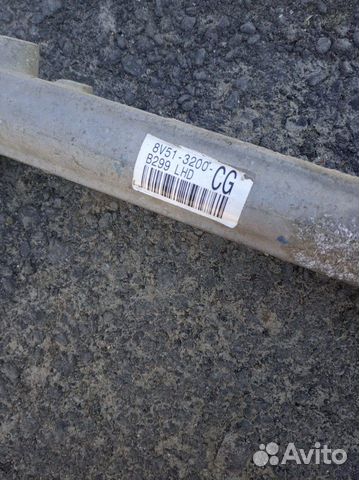 8V51-3200-
B299 LHD
CG
Avito